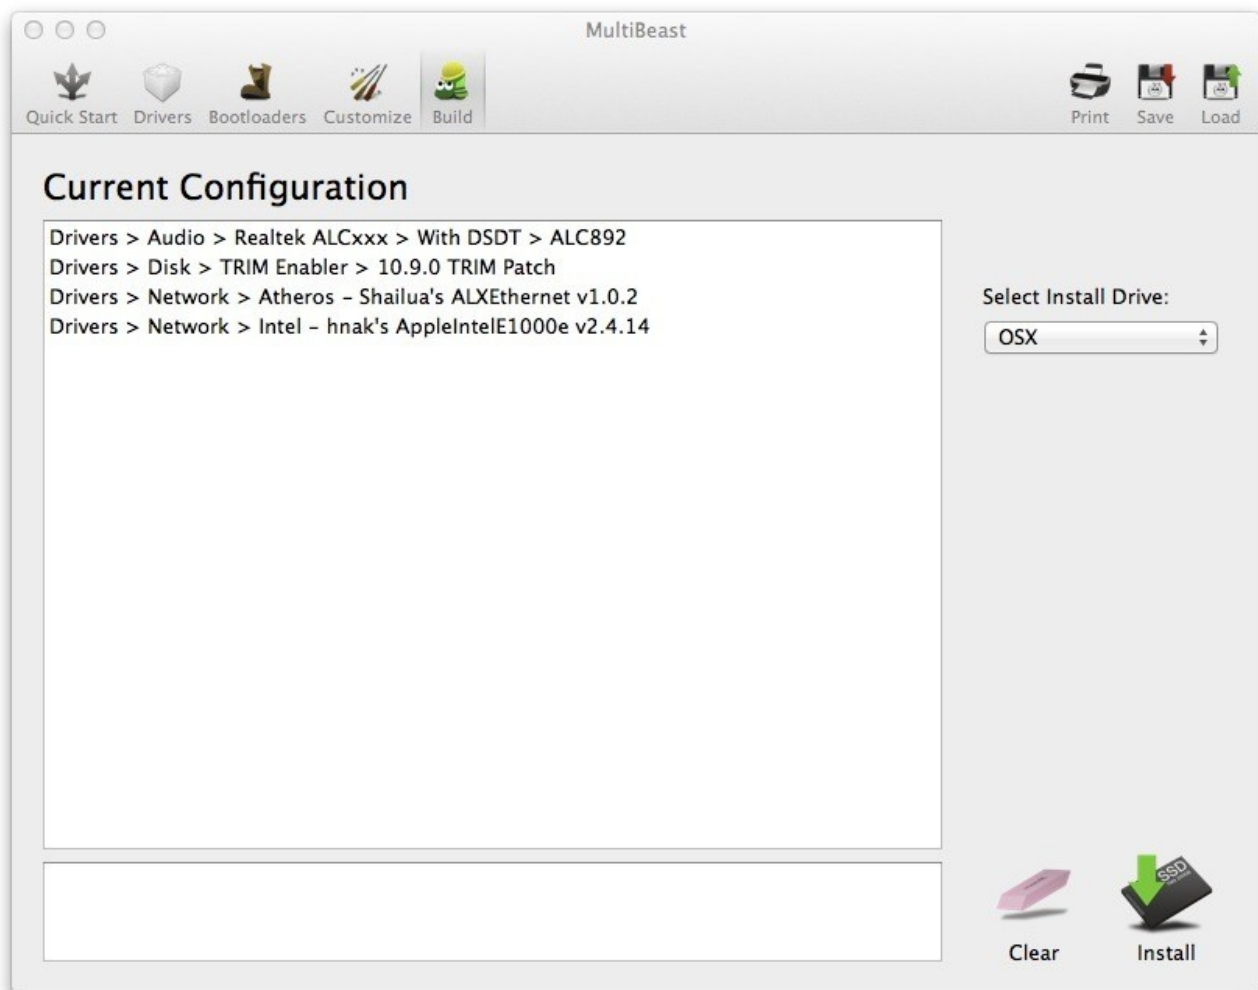 MultiBeast
Quick Start Drivers Bootloaders Customize Build Print Save Load
Current Configuration
Drivers > Audio > Realtek ALCxxx > With DSDT > ALC892
Drivers > Disk > TRIM Enabler > 10.9.0 TRIM Patch
Drivers > Network > Atheros - Shailua's ALXEthernet v1.0.2
Drivers > Network > Intel - hnak's AppleIntelE1000e v2.4.14
Select Install Drive:
OSX
SSD
Clear Install